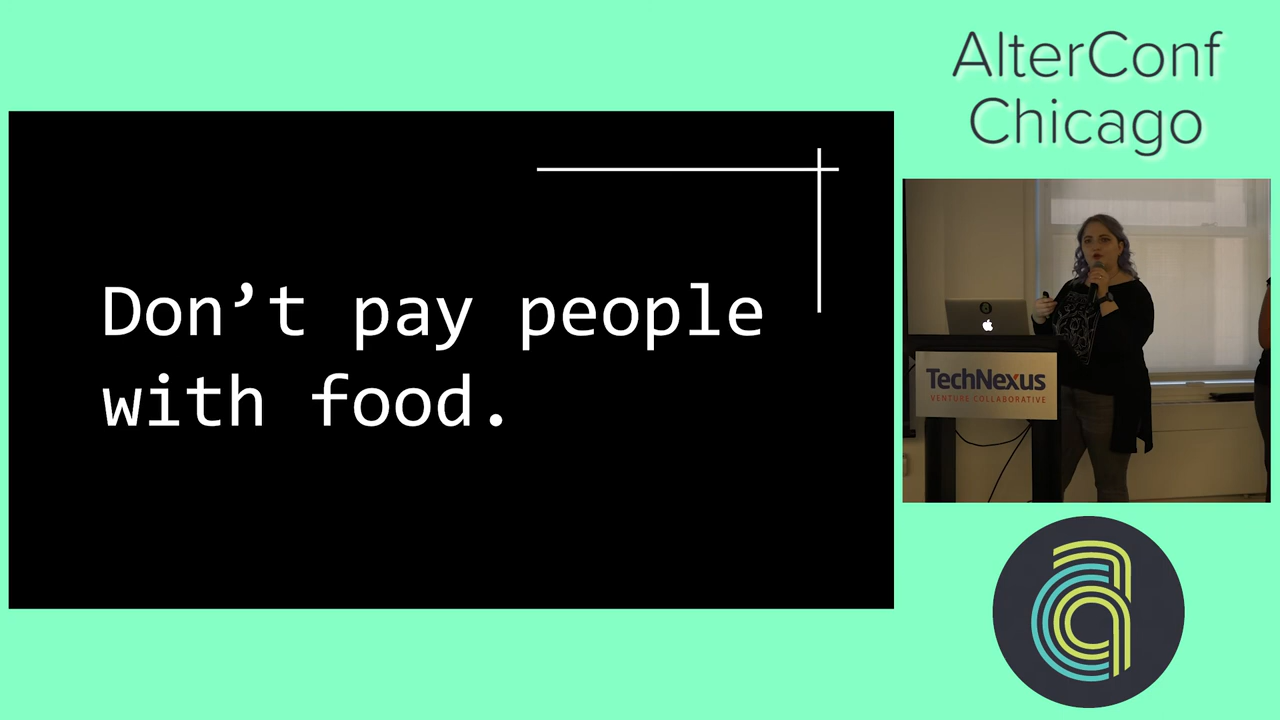 AlterConf
Chicago
Don’t pay people
with food.
TechNexus
VENTURE COLLABORATIVE